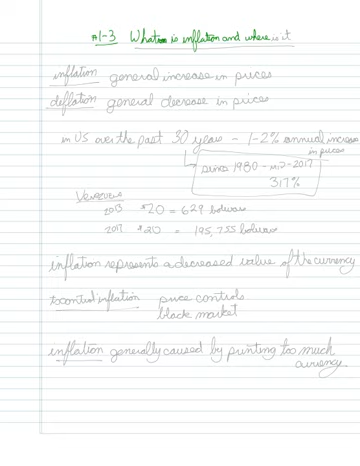 #1-3 What is inflation and where is it
inflation general increase in prices
deflation general decrease in prices
in US over the past 30 years - 1-2% annual increase
in prices
since 1980 - mid-2017
317%
Venezuela
2013 $20 = 629 bolivars
2017 $20 = 195,755 bolivars
inflation represents a decreased value of the currency
to control inflation price controls
black market
inflation generally caused by printing too much
currency